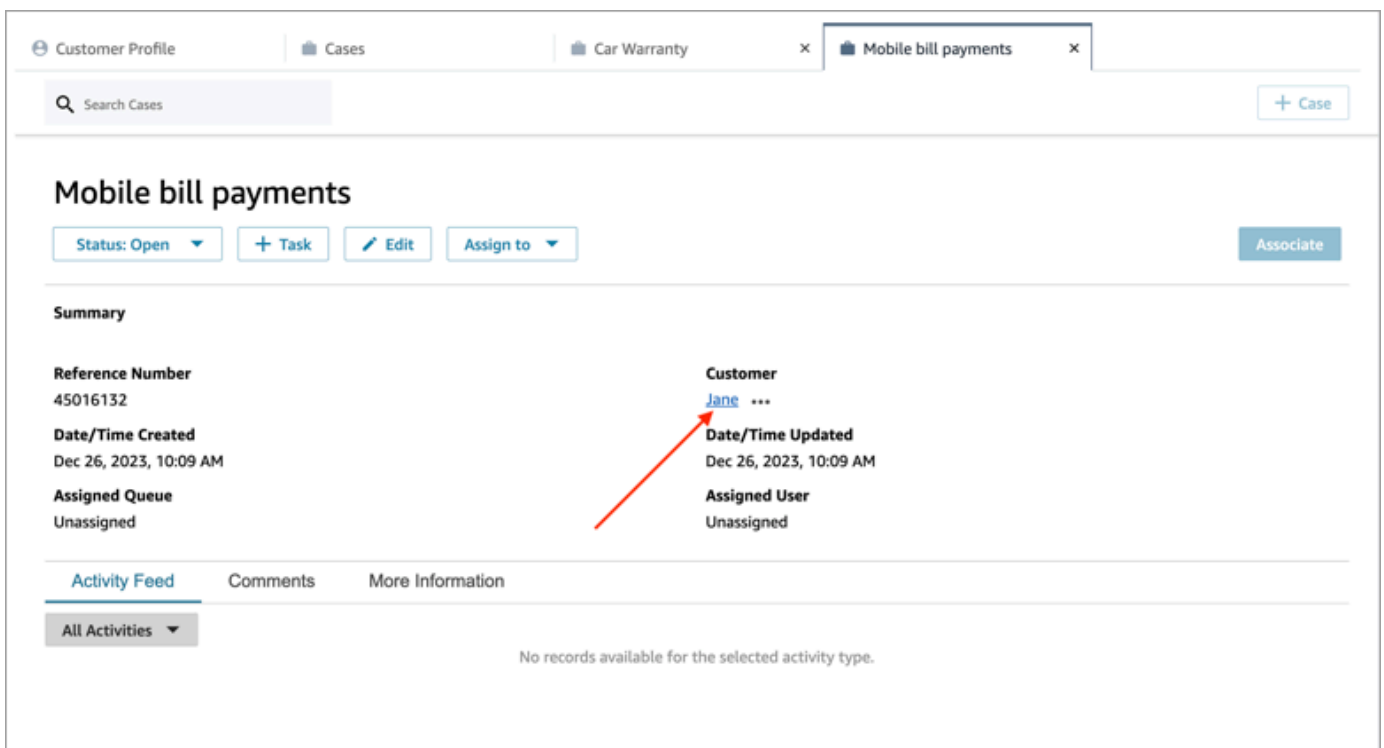 Customer Profile Cases Car Warranty × Mobile bill payments ×
Search Cases + Case
Mobile bill payments
Status: Open + Task Edit Assign to Associate
Summary
Reference Number Customer
45016132 Jane •••
Date/Time Created Date/Time Updated
Dec 26, 2023, 10:09 AM Dec 26, 2023, 10:09 AM
Assigned Queue Assigned User
Unassigned Unassigned
Activity Feed Comments More Information
All Activities
No records available for the selected activity type.